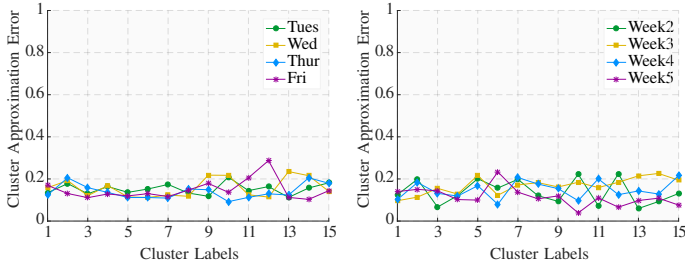 Cluster Approximation Error
1
0.8
0.6
0.4
0.2
0
1 3 5 7 9 11 13 15
Cluster Labels
Tues
Wed
Thur
Fri
Cluster Approximation Error
1
0.8
0.6
0.4
0.2
0
1 3 5 7 9 11 13 15
Cluster Labels
Week2
Week3
Week4
Week5